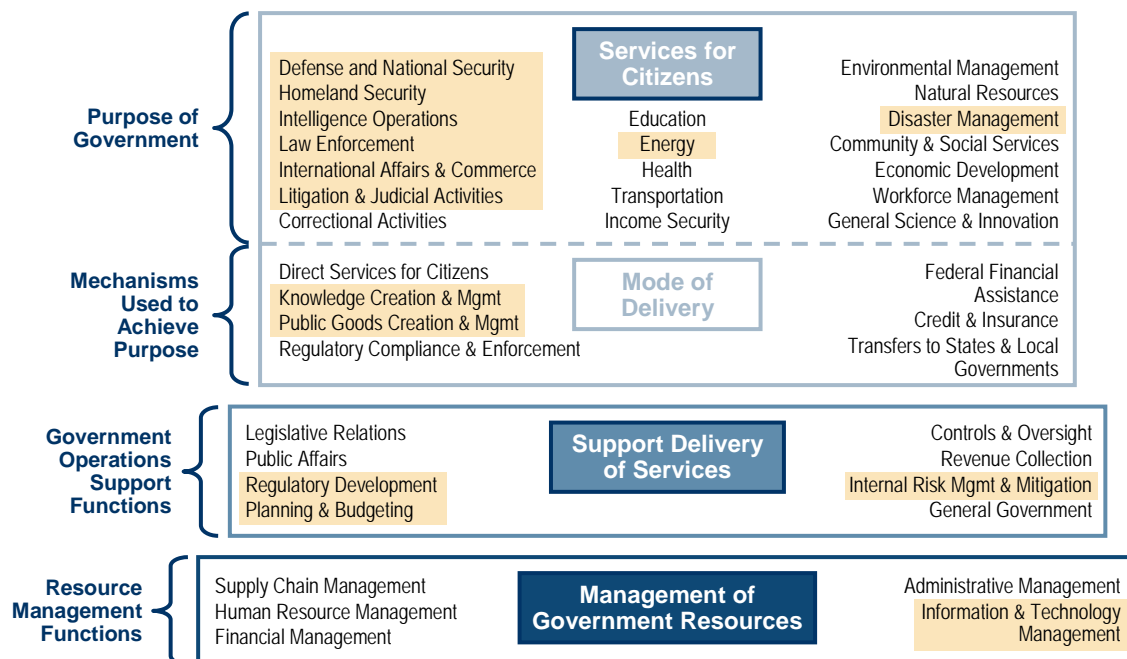 Purpose of
Government
Services for
Citizens
Defense and National Security
Homeland Security
Intelligence Operations
Law Enforcement
International Affairs & Commerce
Litigation & Judicial Activities
Correctional Activities
Education
Energy
Health
Transportation
Income Security
Environmental Management
Natural Resources
Disaster Management
Community & Social Services
Economic Development
Workforce Management
General Science & Innovation
Mechanisms
Used to
Achieve
Purpose
Mode of
Delivery
Direct Services for Citizens
Knowledge Creation & Mgmt
Public Goods Creation & Mgmt
Regulatory Compliance & Enforcement
Federal Financial
Assistance
Credit & Insurance
Transfers to States & Local
Governments
Government
Operations
Support
Functions
Support Delivery
of Services
Legislative Relations
Public Affairs
Regulatory Development
Planning & Budgeting
Controls & Oversight
Revenue Collection
Internal Risk Mgmt & Mitigation
General Government
Resource
Management
Functions
Management of
Government Resources
Supply Chain Management
Human Resource Management
Financial Management
Administrative Management
Information & Technology
Management